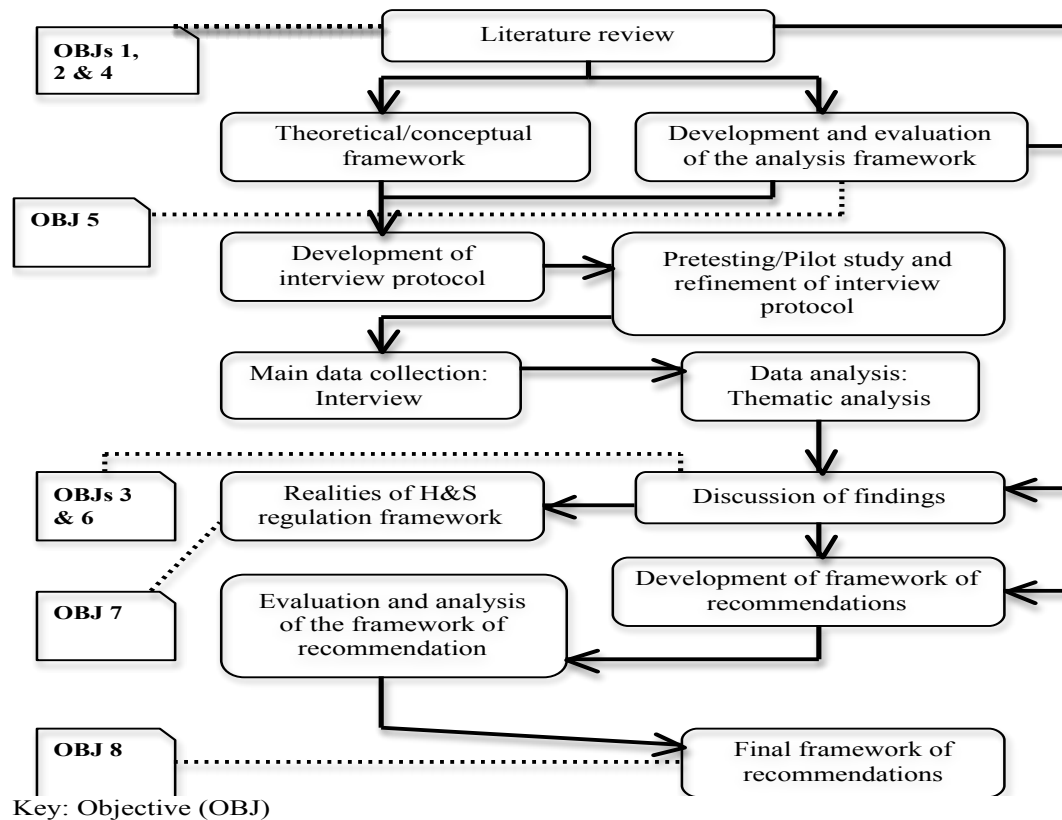 Literature review
OBJs 1,
2 & 4
Theoretical/conceptual
framework
Development and evaluation
of the analysis framework
OBJ 5
Development of
interview protocol
Pretesting/Pilot study and
refinement of interview
protocol
Main data collection:
Interview
Data analysis:
Thematic analysis
OBJs 3
& 6
Realities of H&S
regulation framework
Discussion of findings
OBJ 7
Evaluation and analysis
of the framework of
recommendation
Development of framework of
recommendations
OBJ 8
Final framework of
recommendations
Key: Objective (OBJ)